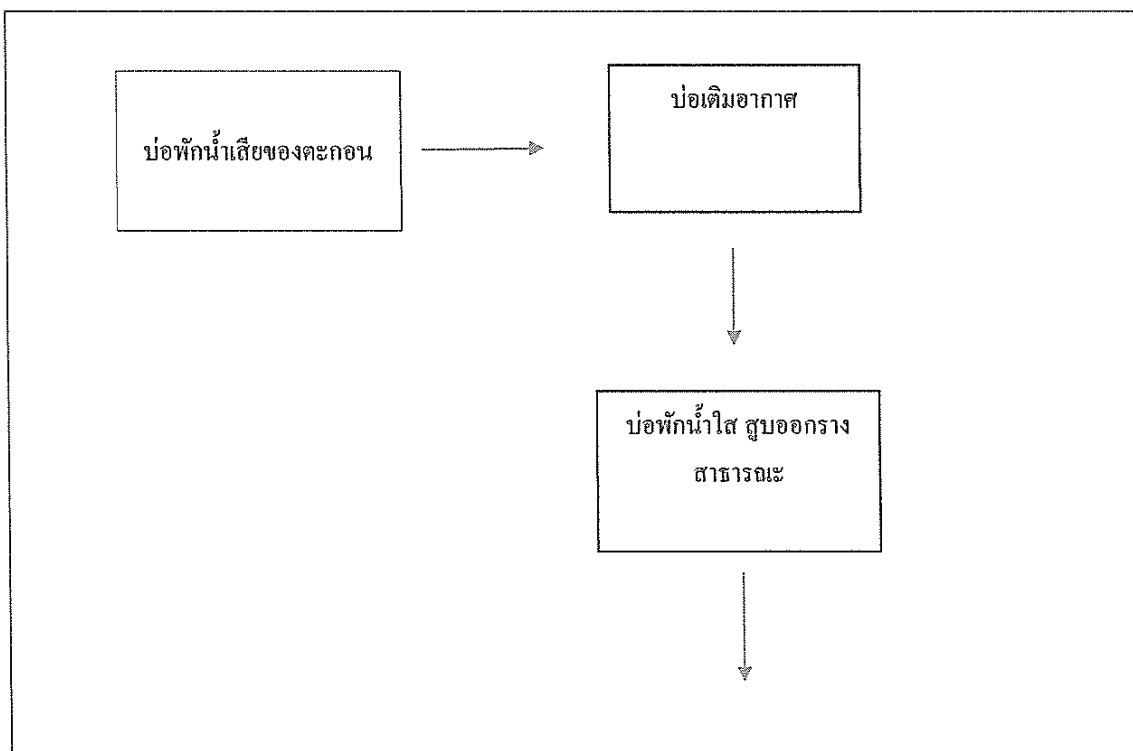 บ่อพักน้ำเสียของตะกอน
บ่อเติมอากาศ
บ่อพักน้ำใส สูบออกราง
สาธารณะ